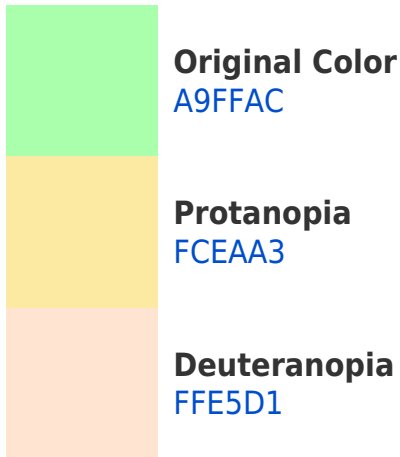 Original Color
A9FFAC
Protanopia
FCEAA3
Deuteranopia
FFE5D1